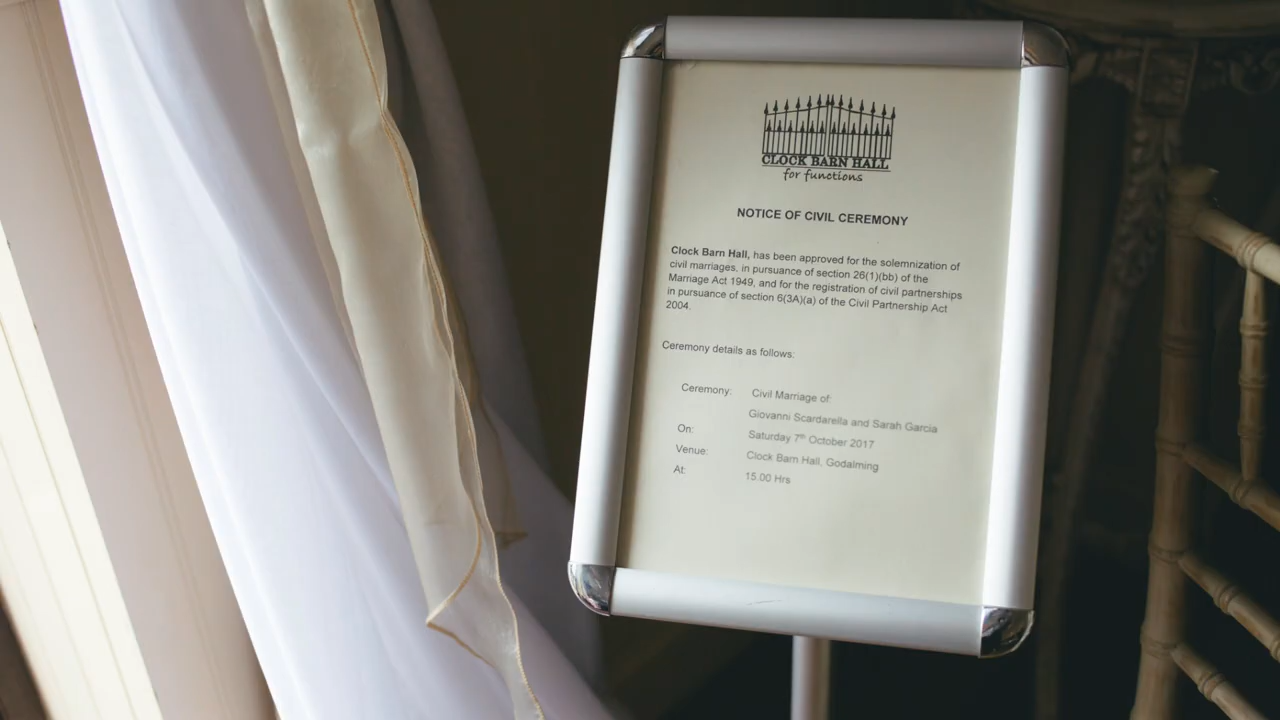 CLOCK BARN HALL
for functions
NOTICE OF CIVIL CEREMONY
Clock Barn Hall, has been approved for the solemnization of
civil marriages, in pursuance of section 26(1)(bb) of the
Marriage Act 1949, and for the registration of civil partnerships
in pursuance of section 6(3A)(a) of the Civil Partnership Act
2004.
Ceremony details as follows:
Ceremony: Civil Marriage of:
Giovanni Scardarella and Sarah Garcia
On: Saturday 7th October 2017
Venue: Clock Barn Hall, Godalming
At: 15.00 Hrs